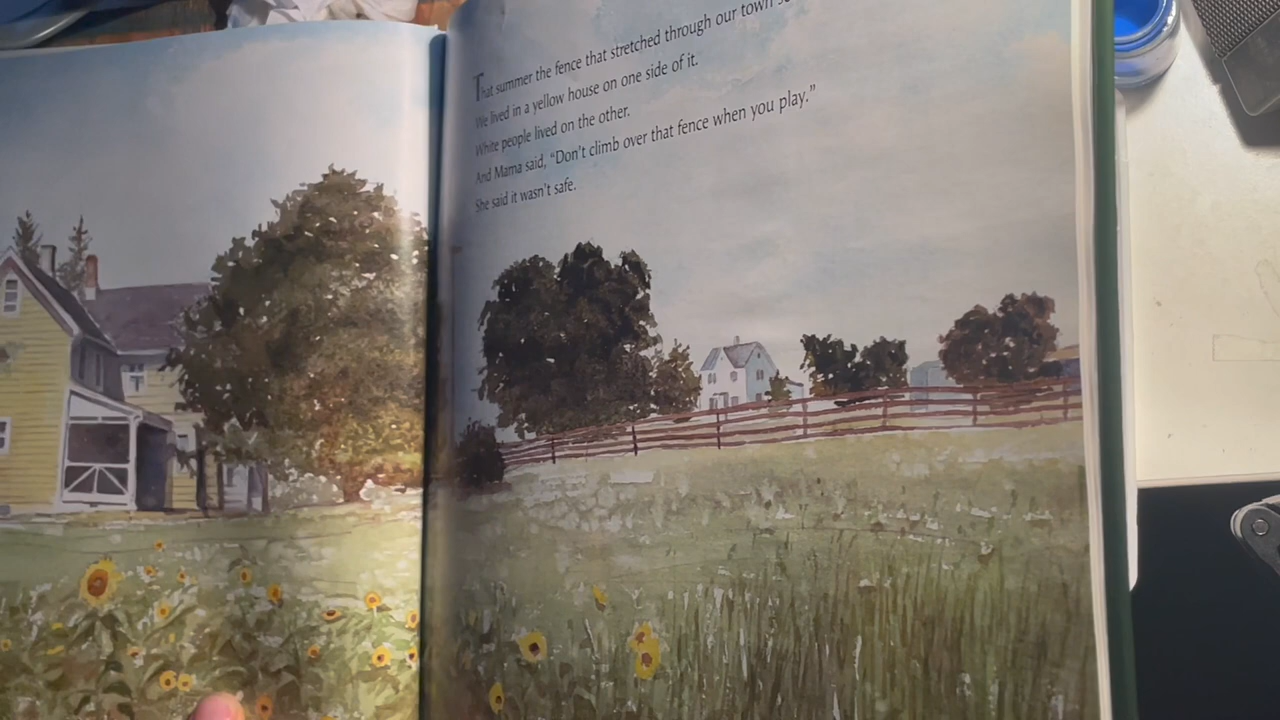 That summer the fence that stretched through our town
We lived in a yellow house on one side of it.
White people lived on the other.
And Mama said, “Don't climb over that fence when you play.”
She said it wasn't safe.